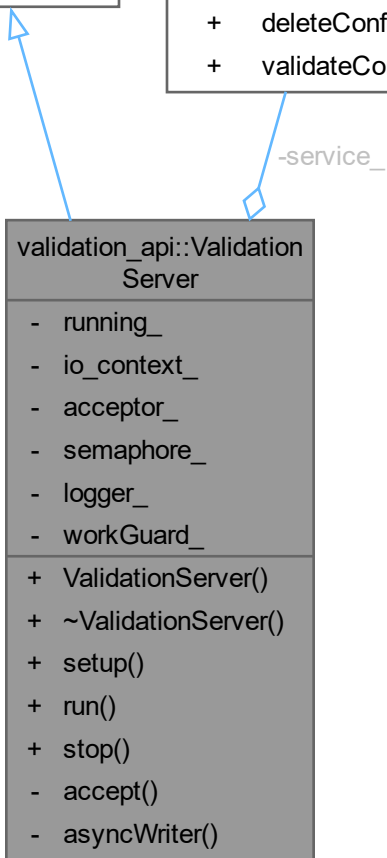 + deleteConf
+ validateCo
-service_
validation_api::Validation
Server
- running_
- io_context_
- acceptor_
- semaphore_
- logger_
- workGuard_
+ ValidationServer()
+ ~ValidationServer()
+ setup()
+ run()
+ stop()
- accept()
- asyncWriter()